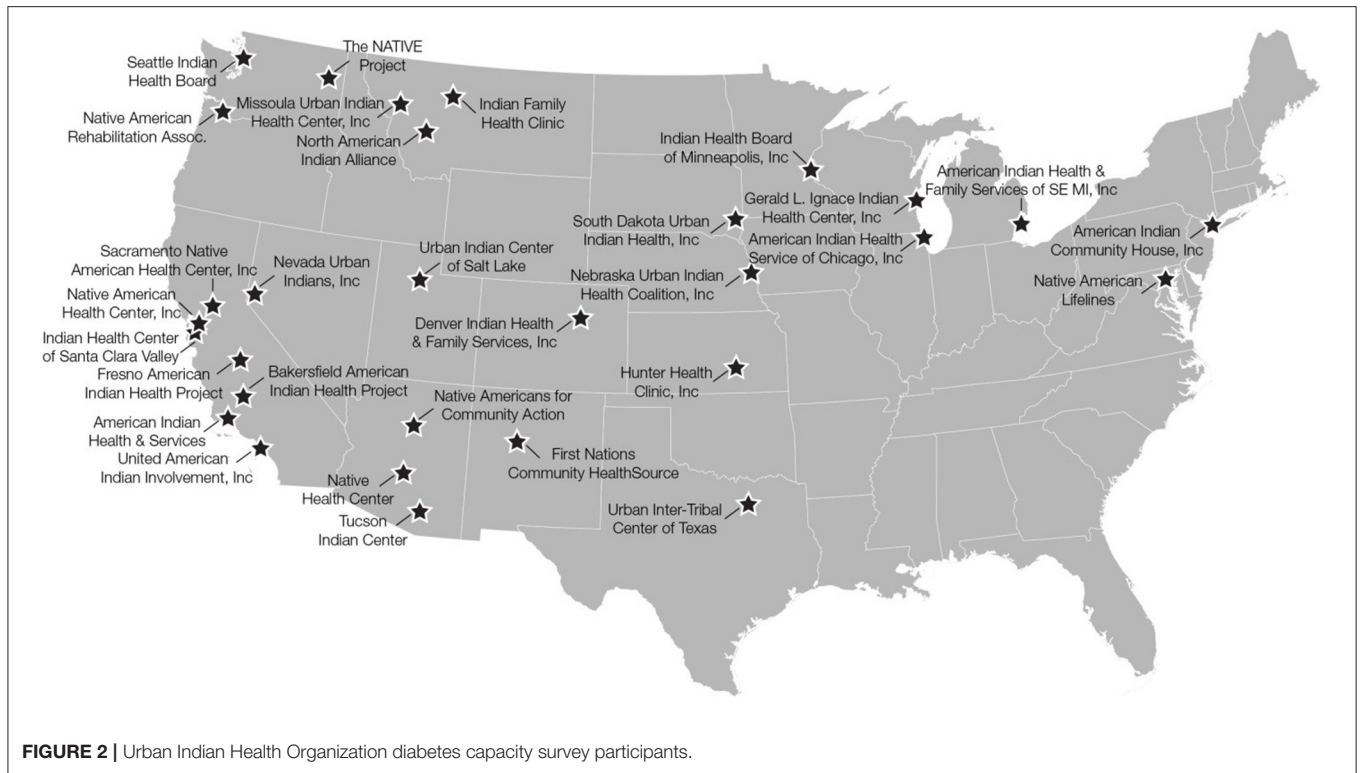 The NATIVE
Project
Seattle Indian
Health Board
Missoula Urban Indian
Health Center, Inc
Indian Family
Health Clinic
Native American
Rehabilitation Assoc.
North American
Indian Alliance
Indian Health Board
of Minneapolis, Inc
American Indian Health &
Family Services of SE MI, Inc
Gerald L. Ignace Indian
Health Center, Inc
South Dakota Urban
Indian Health, Inc
American Indian Health
Service of Chicago, Inc
American Indian
Community House, Inc
Sacramento Native
American Health Center, Inc
Nevada Urban
Indians, Inc
Urban Indian Center
of Salt Lake
Nebraska Urban Indian
Health Coalition, Inc
Native American
Lifelines
Native American
Health Center, Inc
Denver Indian Health
& Family Services, Inc
Indian Health Center
of Santa Clara Valley
Fresno American
Indian Health Project
Bakersfield American
Indian Health Project
Hunter Health
Clinic, Inc
Native Americans for
Community Action
American Indian
Health & Services
United American
Indian Involvement, Inc
First Nations
Community HealthSource
Native
Health Center
Tucson
Indian Center
Urban Inter-Tribal
Center of Texas
FIGURE 2 | Urban Indian Health Organization diabetes capacity survey participants.